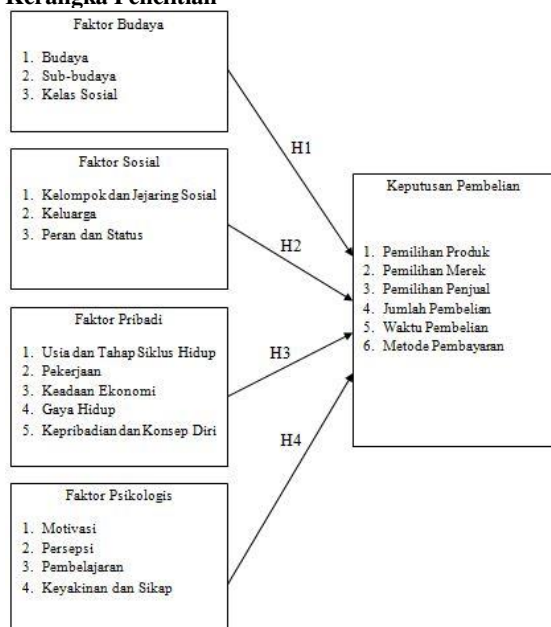 Kerangka Penelitian
Faktor Budaya
1. Budaya
2. Sub-budaya
3. Kelas Sosial
H1
Faktor Sosial
1. Kelompok dan Jejaring Sosial
2. Keluarga
3. Peran dan Status
H2
Faktor Pribadi
1. Usia dan Tahap Siklus Hidup
2. Pekerjaan
3. Keadaan Ekonomi
4. Gaya Hidup
5. Kepribadian dan Konsep Diri
H3
Faktor Psikologis
1. Motivasi
2. Persepsi
3. Pembelajaran
4. Keyakinan dan Sikap
H4
Keputusan Pembelian
1. Pemilihan Produk
2. Pemilihan Merek
3. Pemilihan Penjual
4. Jumlah Pembelian
5. Waktu Pembelian
6. Metode Pembayaran